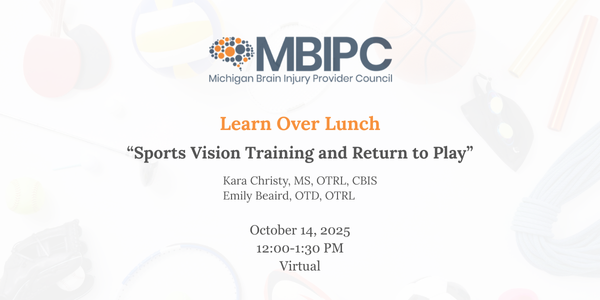 MBIPC
Michigan Brain Injury Provider Council
Learn Over Lunch
“Sports Vision Training and Return to Play”
Kara Christy, MS, OTRL, CBIS
Emily Beaird, OTD, OTRL
October 14, 2025
12:00-1:30 PM
Virtual